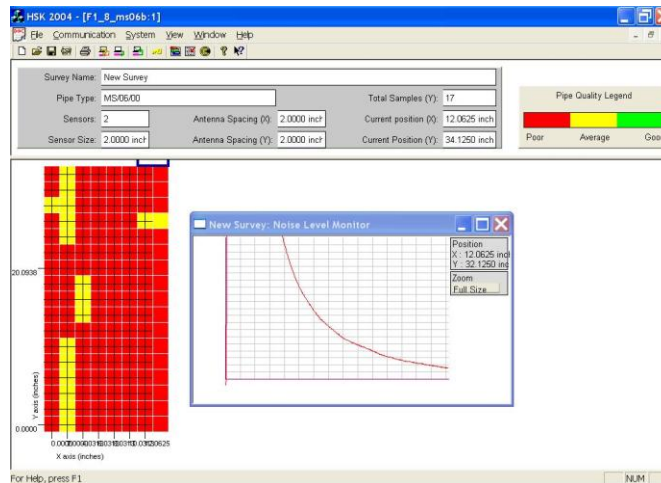 HSK 2004 - [F1_8_ms06b:1]
File Communication System View Window Help
Survey Name: New Survey
Pipe Type: MS/06/00
Total Samples (Y): 17
Sensors: 2
Antenna Spacing (X): 2.0000 inch
Current position (X): 12.0625 inch
Sensor Size: 2.0000 inch
Antenna Spacing (Y): 2.0000 inch
Current Position (Y): 34.1250 inch
Pipe Quality Legend
Poor Average Goo
New Survey: Noise Level Monitor
Position
X : 12.0625 incl
Y : 32.1250 inc
Zoom
Full Size
20.0938
Y axis (inches)
0.0000
X axis (inches)
For Help, press F1
NUM